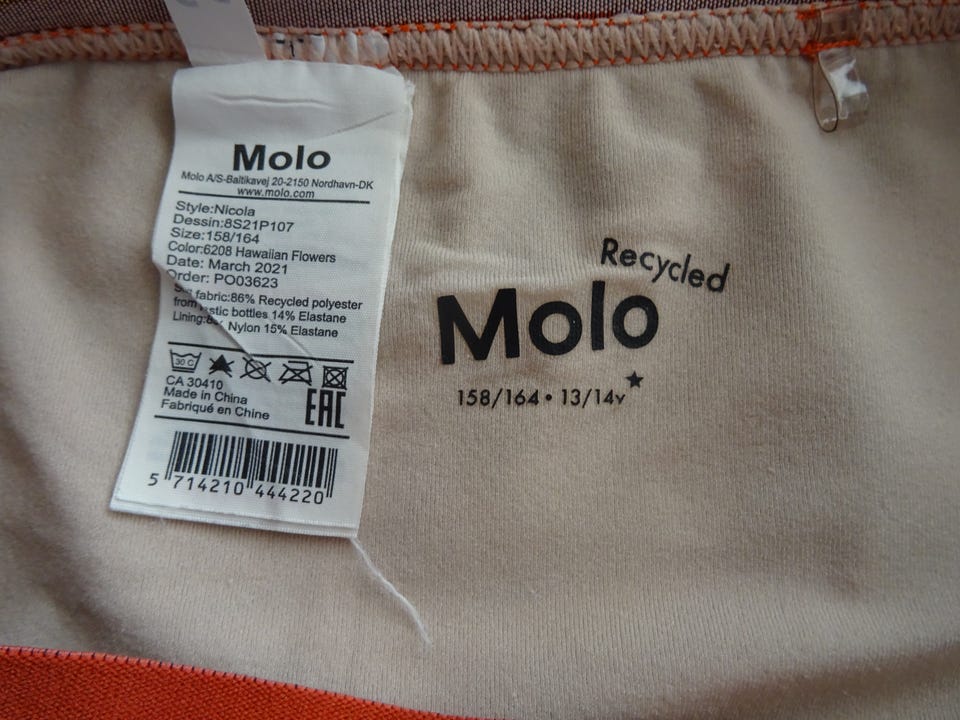 Molo
Molo A/S-Baltikavej 20-2150 Nordhavn-DK
www.molo.com
Style:Nicola
Dessin:8S21P107
Size:158/164
Color:6208 Hawaiian Flowers
Date: March 2021
Order: PO03623
fabric:86% Recycled polyester
from bottles 14% Elastane
Lining: Nylon 15% Elastane
30 C
CA 30410
Made in China
Fabriqué en Chine
EAC
5 714210 444220
Recycled
Molo
158/164 • 13/14Y